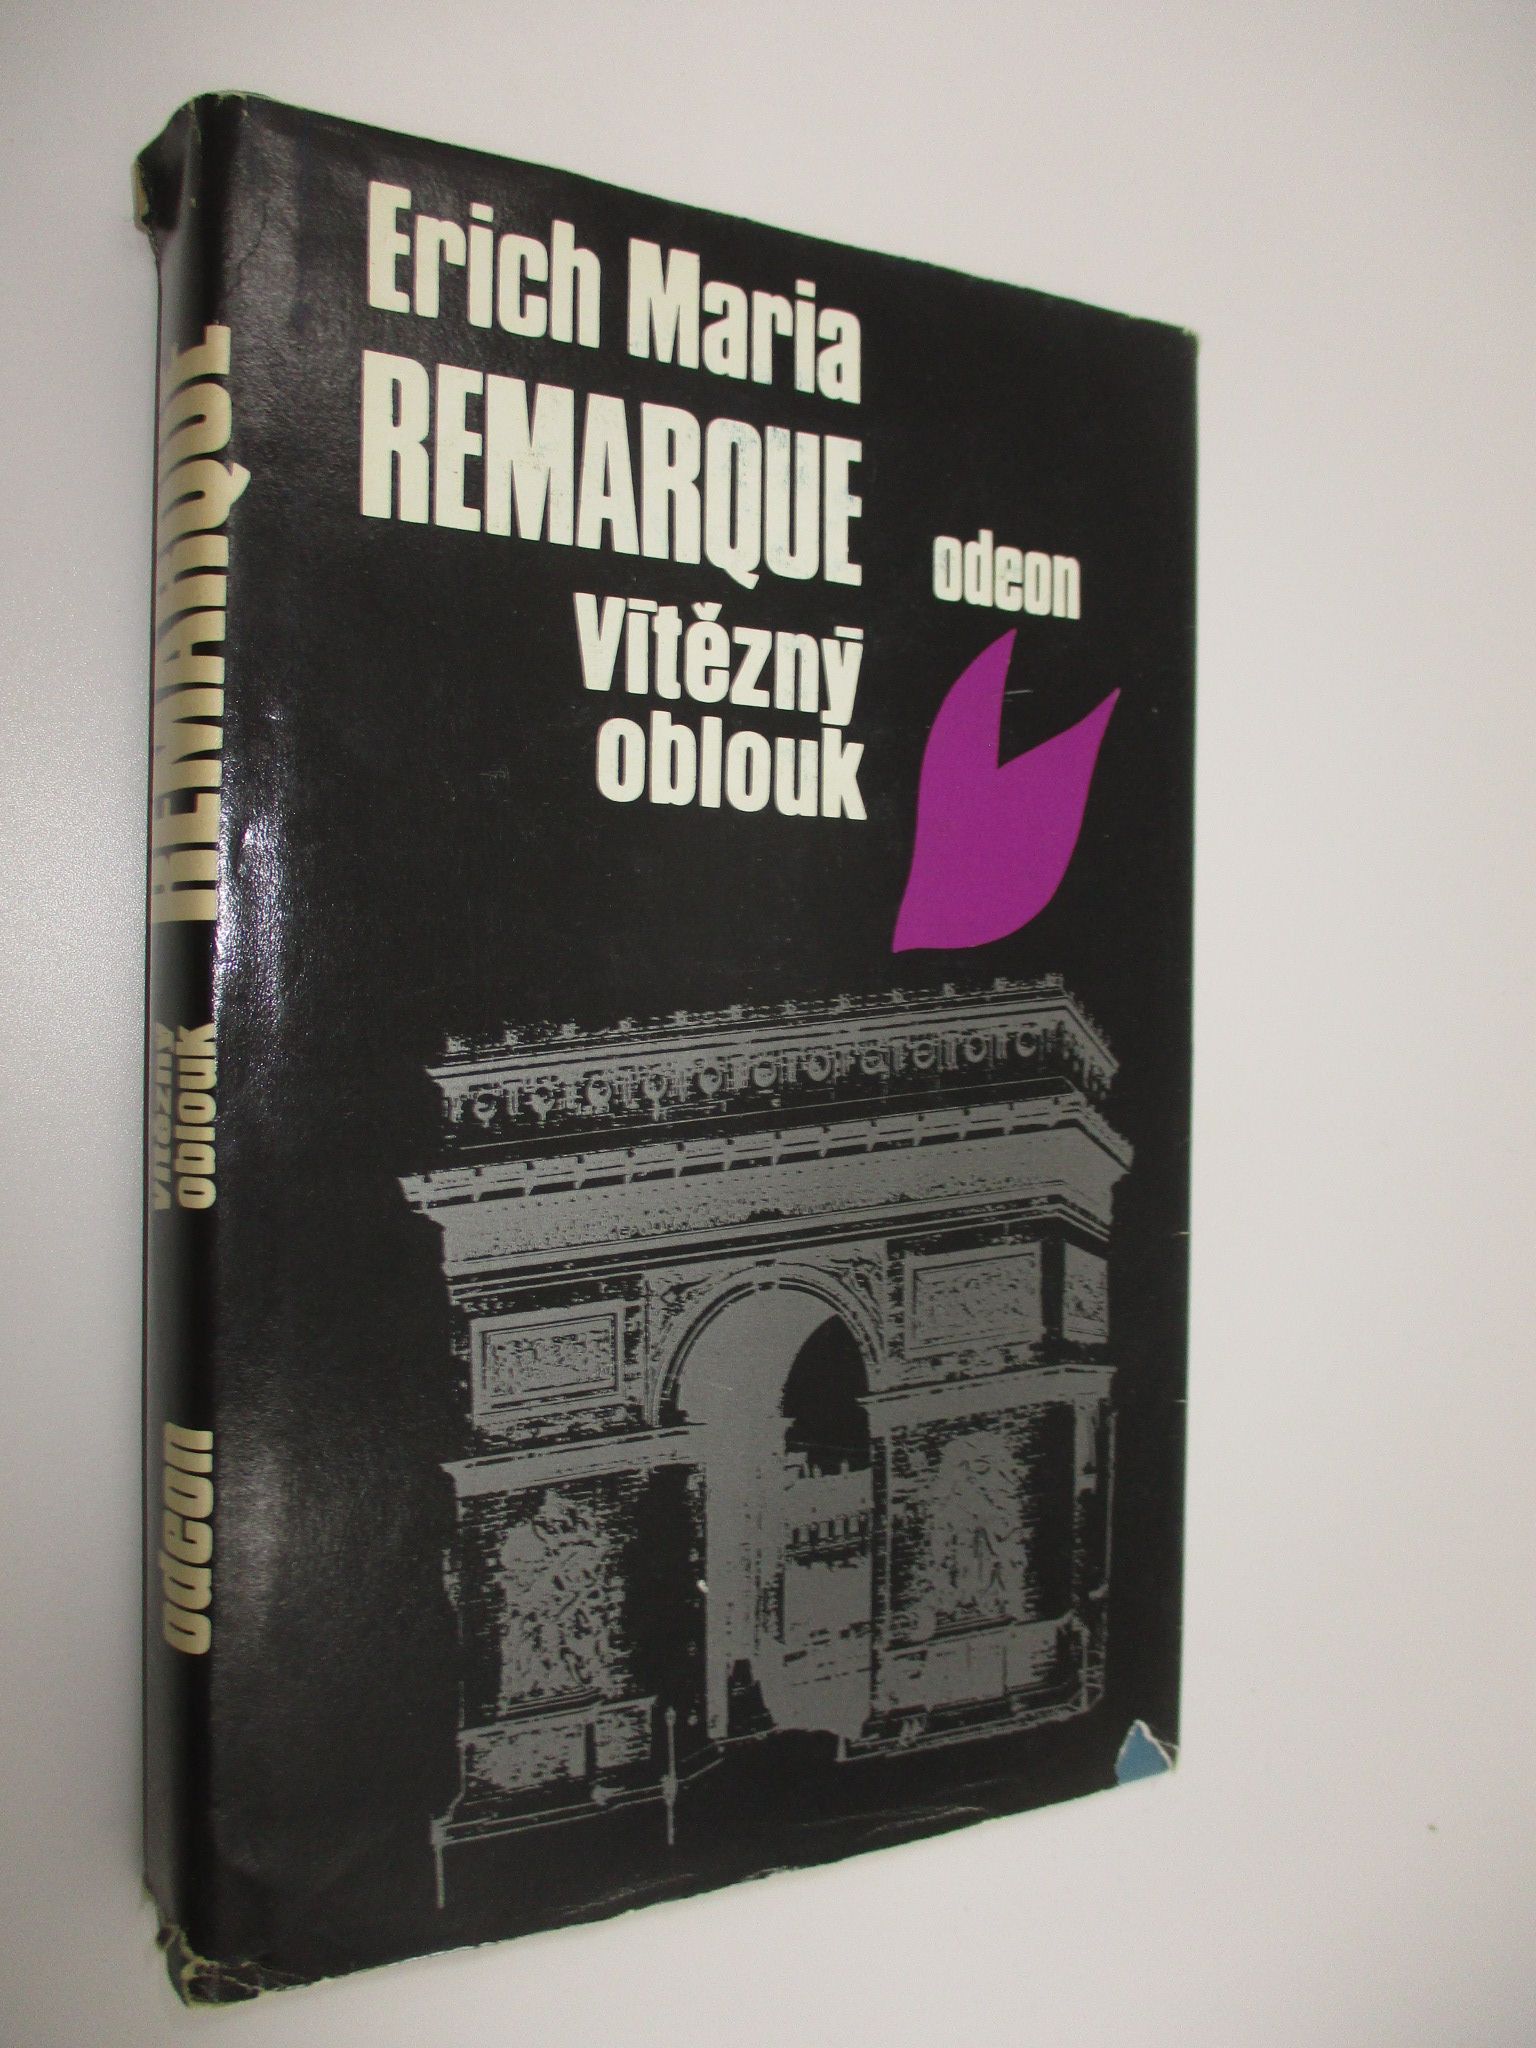 Erich Maria
REMARQUE
Vítězný
oblouk
odeon
REMARQUE
Vítězný
oblouk
odeon